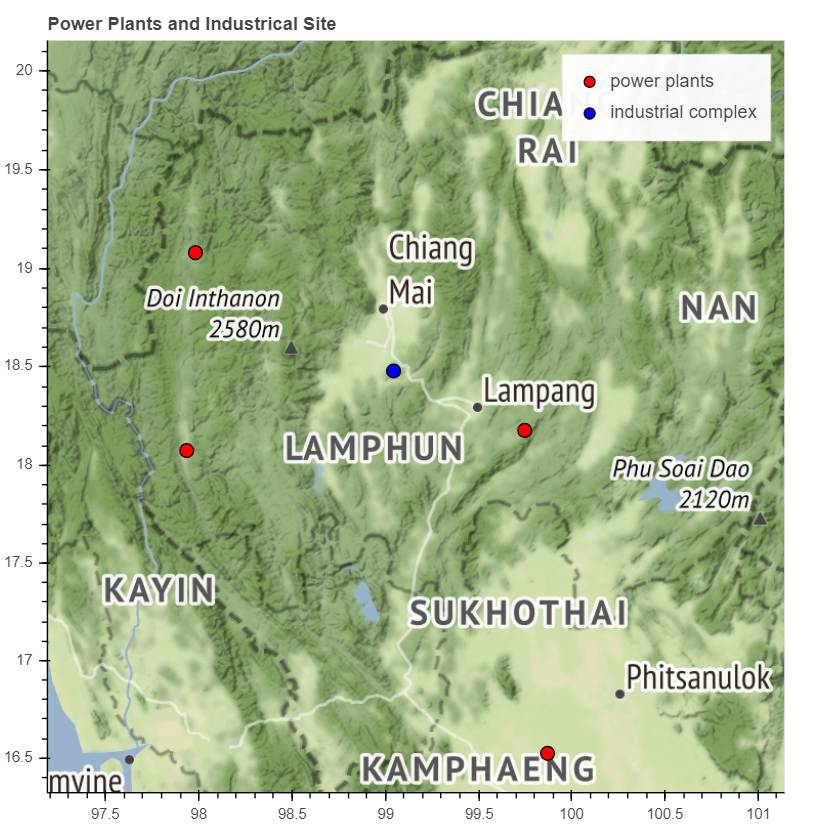 Power Plants and Industrical Site
power plants
industrial complex
CHIAN
RAI
Chiang
Mai
Doi Inthanon
2580m
NAN
Lampang
LAMPHUN
Phu Soai Dao
2120m
KAYIN
SUKHOTHAI
Phitsanulok
KAMPHAENG
mvine
20
19.5
19
18.5
18
17.5
17
16.5
97.5
98
98.5
99
99.5
100
100.5
101